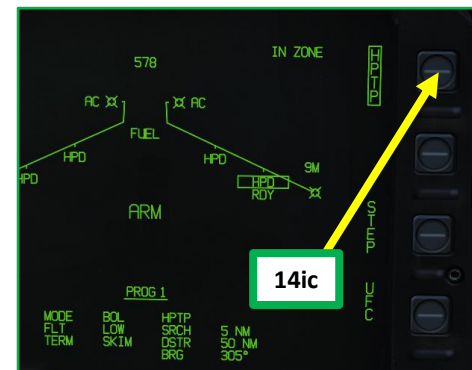 IN ZONE
578
HPTP
AC AC
FUEL
HPD HPD
HPD 9M
HPD
RDY
ARM
STEP
14ic
UFC
PROG 1
MODE BOL HPTP
FLT LOW SRCH 5 NM
TERM SKIM DSTR 50 NM
BRG 305°